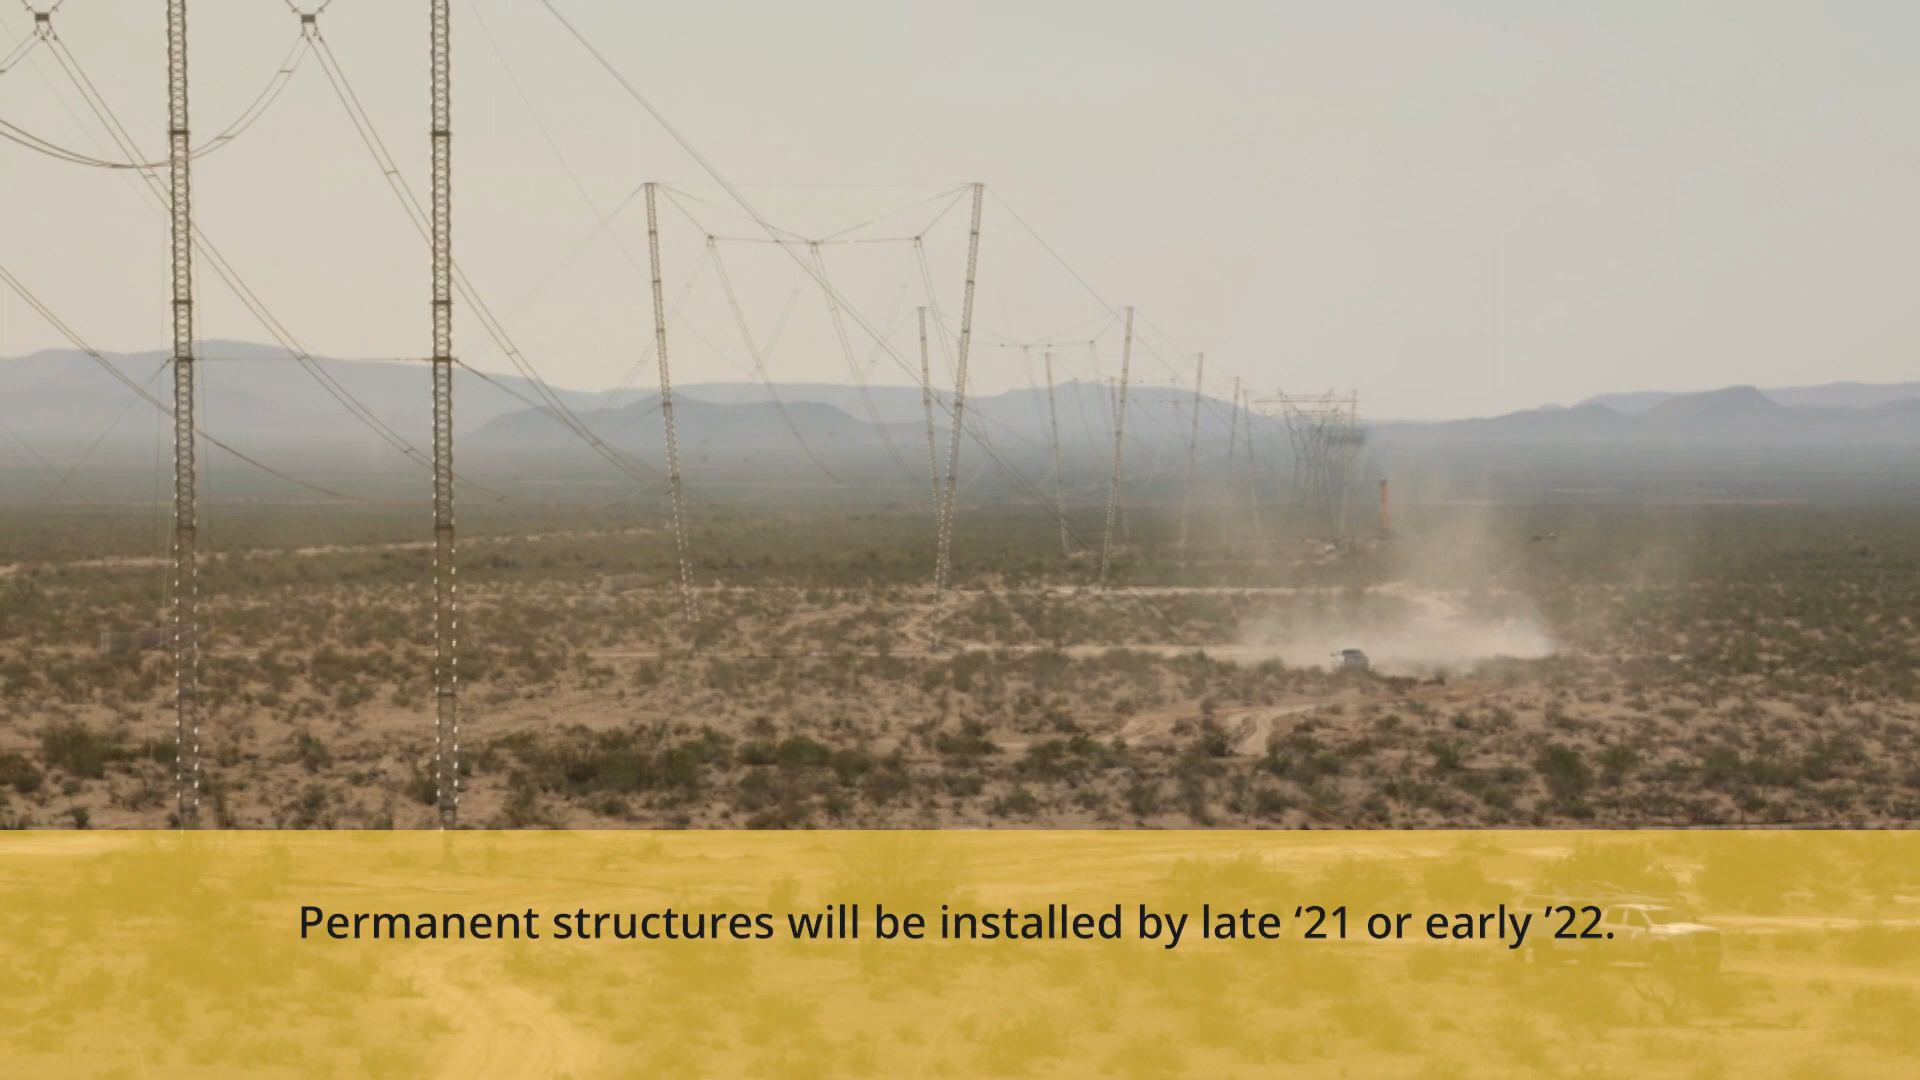 Permanent structures will be installed by late ‘21 or early ’22.